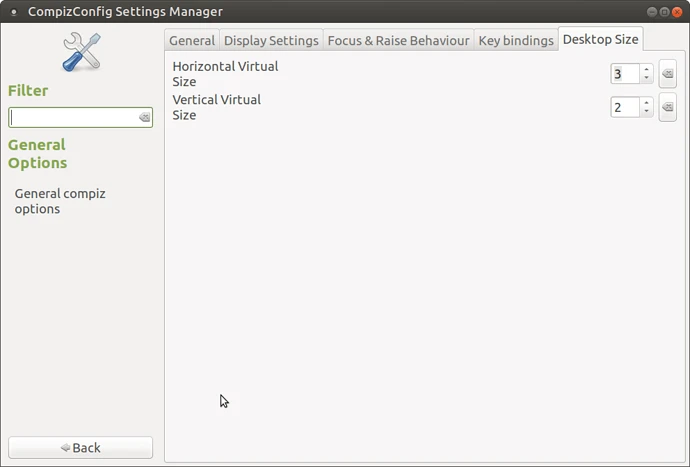 CompizConfig Settings Manager
Filter
General
Options
General compiz
options
Back
General
Display Settings
Focus & Raise Behaviour
Key bindings
Desktop Size
Horizontal Virtual
Size
3
Vertical Virtual
Size
2